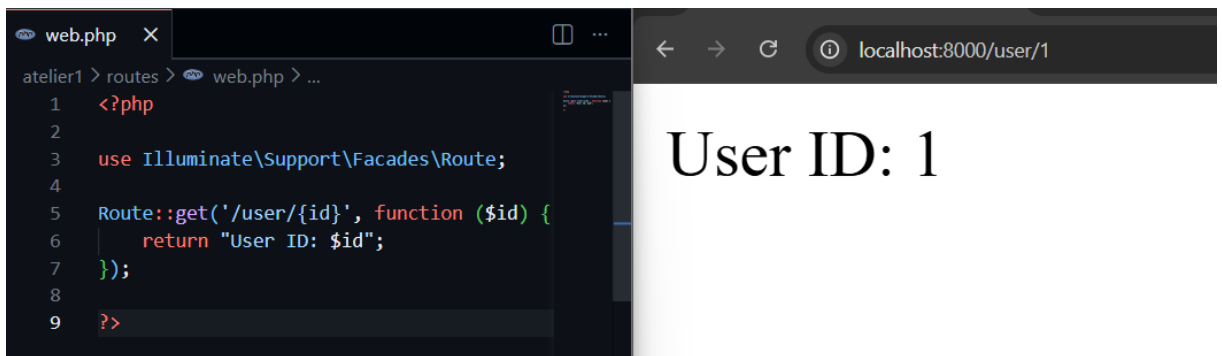 web.php
atelier1 > routes > web.php > ...
1 <?php
2
3 use Illuminate\Support\Facades\Route;
4
5 Route::get('/user/{id}', function ($id) {
6     return "User ID: $id";
7 });
8
9 ?>
localhost:8000/user/1
User ID: 1